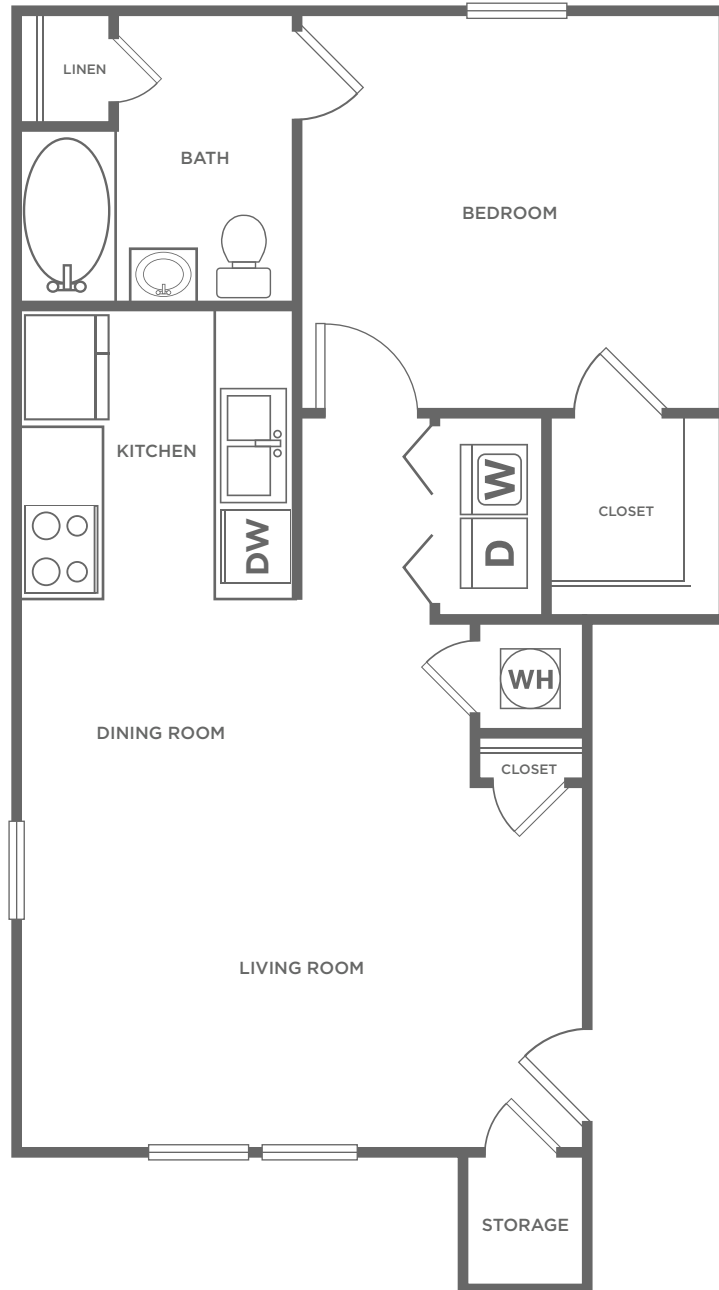 LINEN
BATH
BEDROOM
KITCHEN
W
CLOSET
DW
D
WH
DINING ROOM
CLOSET
LIVING ROOM
STORAGE